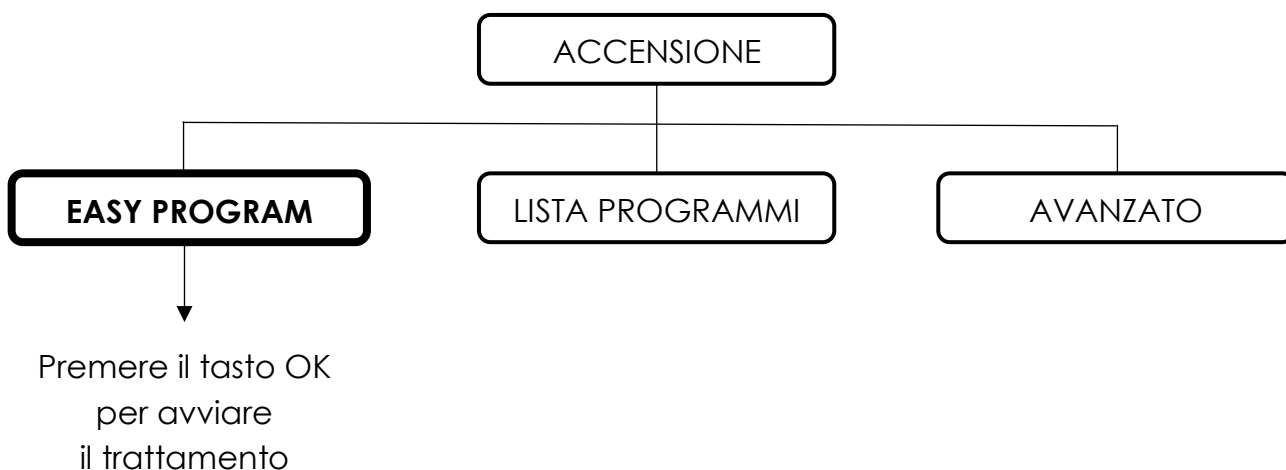 ACCENSIONE
EASY PROGRAM
LISTA PROGRAMMI
AVANZATO
Premere il tasto OK
per avviare
il trattamento